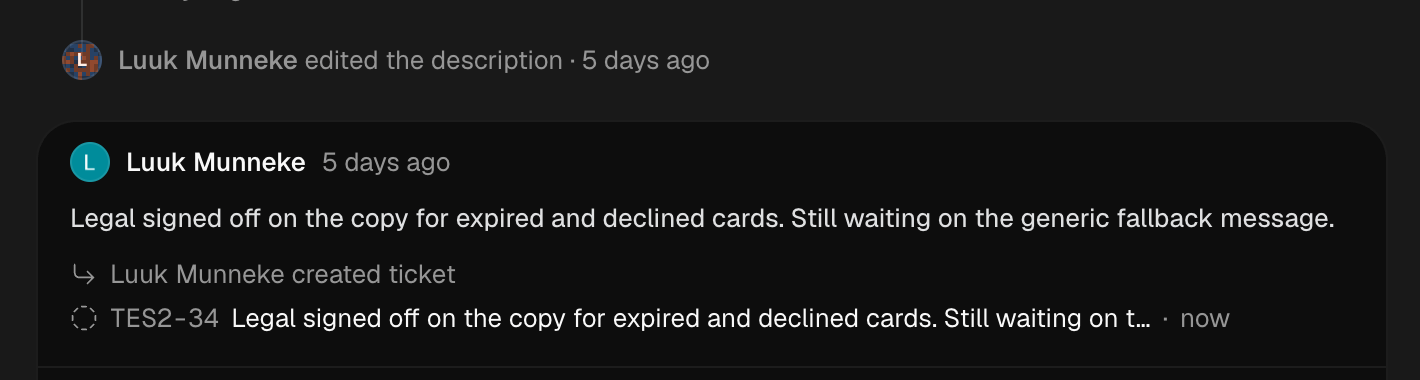 L Luuk Munneke edited the description · 5 days ago
L Luuk Munneke 5 days ago
Legal signed off on the copy for expired and declined cards. Still waiting on the generic fallback message.
Luuk Munneke created ticket
TES2-34 Legal signed off on the copy for expired and declined cards. Still waiting on t... · now